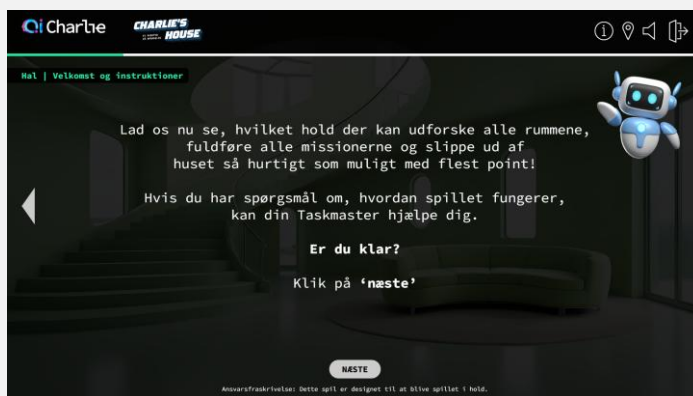 Qi Charlie
CHARLIE'S
HOUSE
Hal | Velkomst og instruktioner
Lad os nu se, hvilket hold der kan udforske alle rummene,
fuldføre alle missionerne og slippe ud af
huset så hurtigt som muligt med flest point!
Hvis du har spørgsmål om, hvordan spillet fungerer,
kan din Taskmaster hjælpe dig.
Er du klar?
Klik på ‘næste’
NÆSTE
Ansvarsfraskrivelse: Dette spil er designet til at blive spillet i hold.